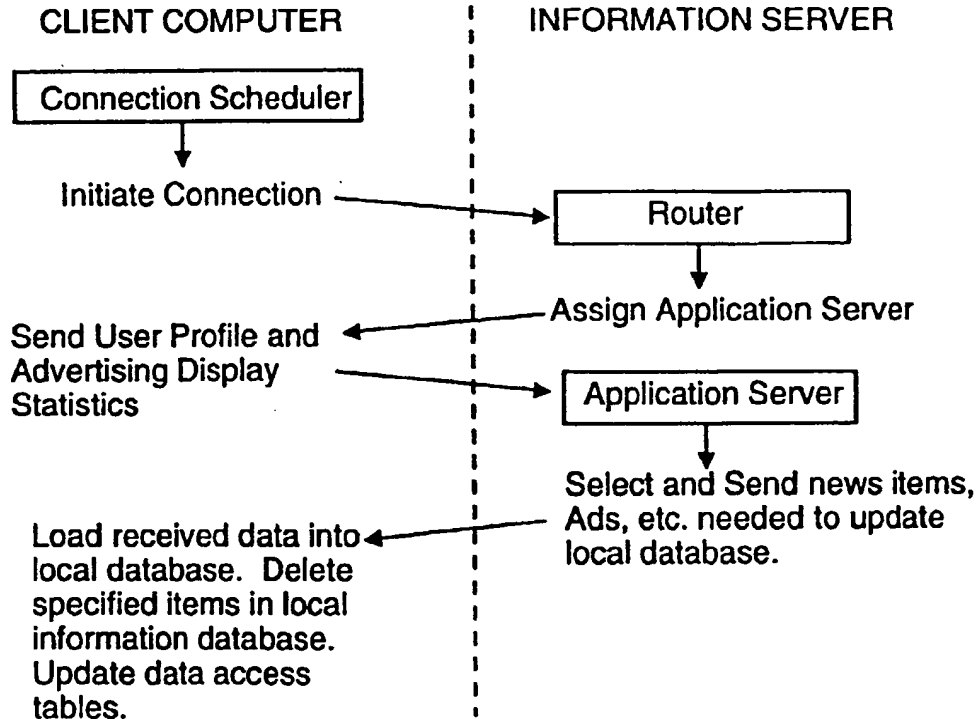 CLIENT COMPUTER
INFORMATION SERVER
Connection Scheduler
Initiate Connection
Router
Assign Application Server
Send User Profile and
Advertising Display
Statistics
Application Server
Select and Send news items,
Ads, etc. needed to update
local database.
Load received data into
local database. Delete
specified items in local
information database.
Update data access
tables.